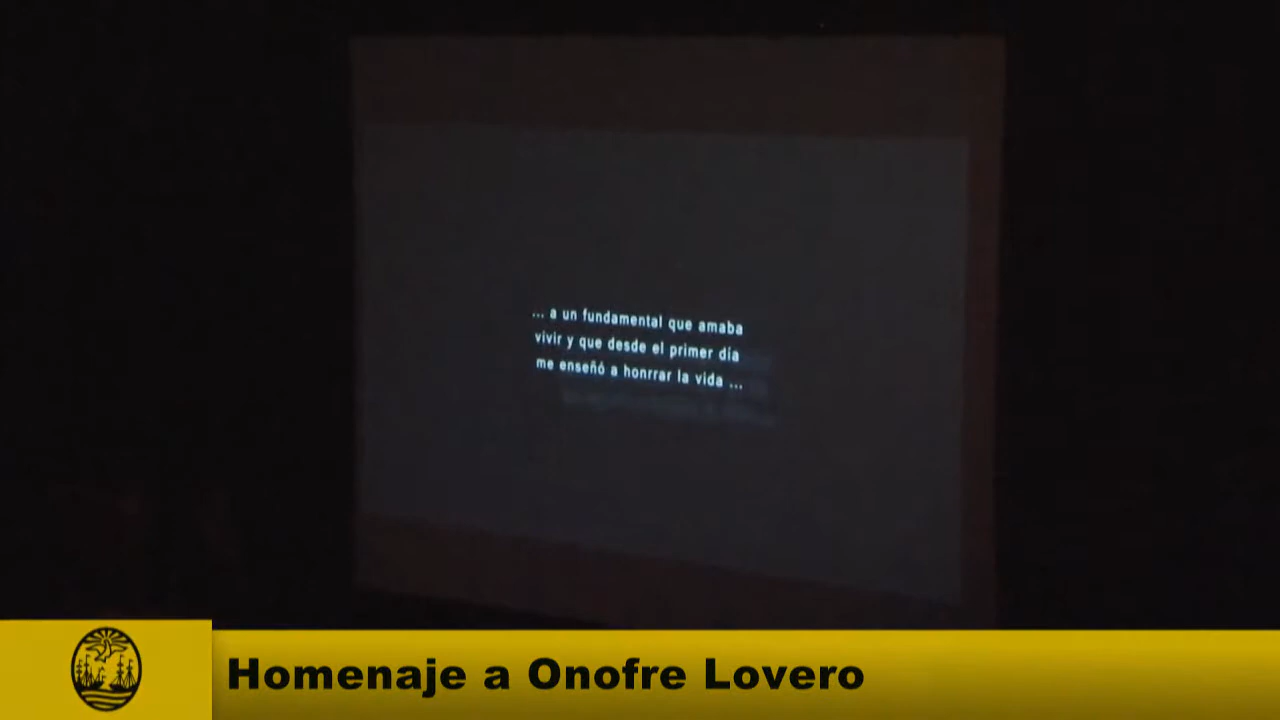 ... a un fundamental que amaba
vivir y que desde el primer día
me enseñó a honrrar la vida ...
Homenaje a Onofre Lovero